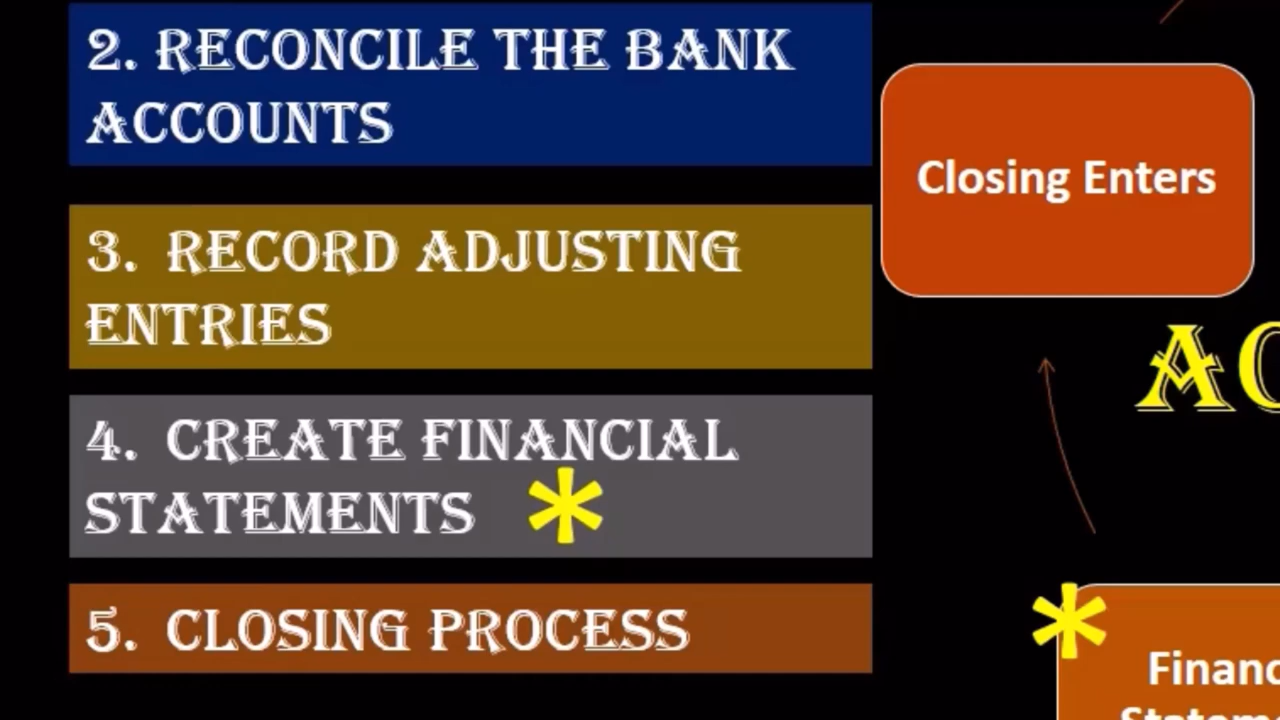 2. RECONCILE THE BANK
ACCOUNTS
3. RECORD ADJUSTING
ENTRIES
4. CREATE FINANCIAL
STATEMENTS *
5. CLOSING PROCESS
Closing Enters
*